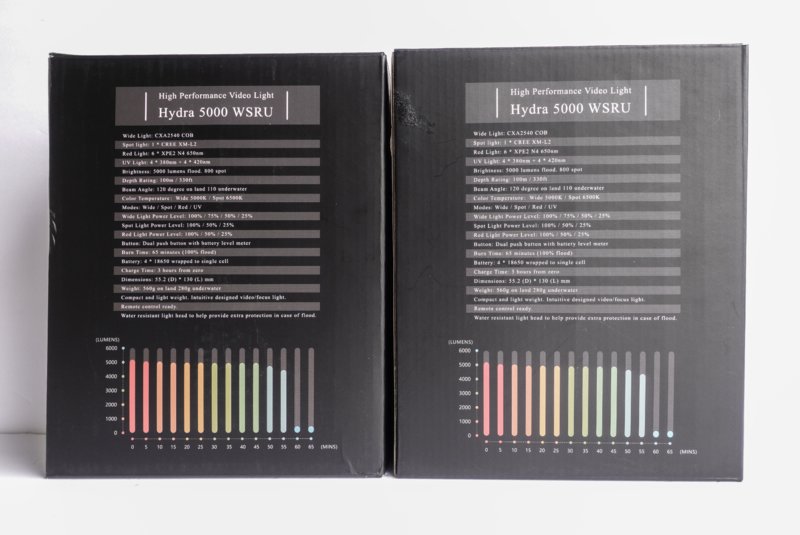 High Performance Video Light
Hydra 5000 WSRU
Wide Light: CXA2540 COB
Spot light: 1 * CREE XM-L2
Red Light: 6 * XPE2 N4 650nm
UV Light: 4 * 380nm + 4 * 420nm
Brightness: 5000 lumens flood. 800 spot
Depth Rating: 100m / 330ft
Beam Angle: 120 degree on land 110 underwater
Color Temperature: Wide 5000K / Spot 6500K
Modes: Wide / Spot / Red / UV
Wide Light Power Level: 100% / 75% / 50% / 25%
Spot Light Power Level: 100% / 50% / 25%
Red Light Power Level: 100% / 50% / 25%
Button: Dual push button with battery level meter
Burn Time: 65 minutes (100% flood)
Battery: 4 * 18650 wrapped to single cell
Charge Time: 3 hours from zero
Dimensions: 55.2 (D) * 130 (L) mm
Weight: 560g on land 280g underwater
Compact and light weight. Intuitive designed video/focus light.
Remote control ready.
Water resistant light head to help provide extra protection in case of flood.
(LUMENS)
6000
5000
4000
3000
2000
1000
0
0 5 10 15 20 25 30 35 40 45 50 55 60 65 (MINS)
High Performance Video Light
Hydra 5000 WSRU
Wide Light: CXA2540 COB
Spot light: 1 * CREE XM-L2
Red Light: 6 * XPE2 N4 650nm
UV Light: 4 * 380nm + 4 * 420nm
Brightness: 5000 lumens flood. 800 spot
Depth Rating: 100m / 330ft
Beam Angle: 120 degree on land 110 underwater
Color Temperature: Wide 5000K / Spot 6500K
Modes: Wide / Spot / Red / UV
Wide Light Power Level: 100% / 75% / 50% / 25%
Spot Light Power Level: 100% / 50% / 25%
Red Light Power Level: 100% / 50% / 25%
Button: Dual push button with battery level meter
Burn Time: 65 minutes (100% flood)
Battery: 4 * 18650 wrapped to single cell
Charge Time: 3 hours from zero
Dimensions: 55.2 (D) * 130 (L) mm
Weight: 560g on land 280g underwater
Compact and light weight. Intuitive designed video/focus light.
Remote control ready.
Water resistant light head to help provide extra protection in case of flood.
(LUMENS)
6000
5000
4000
3000
2000
1000
0
0 5 10 15 20 25 30 35 40 45 50 55 60 65 (MINS)